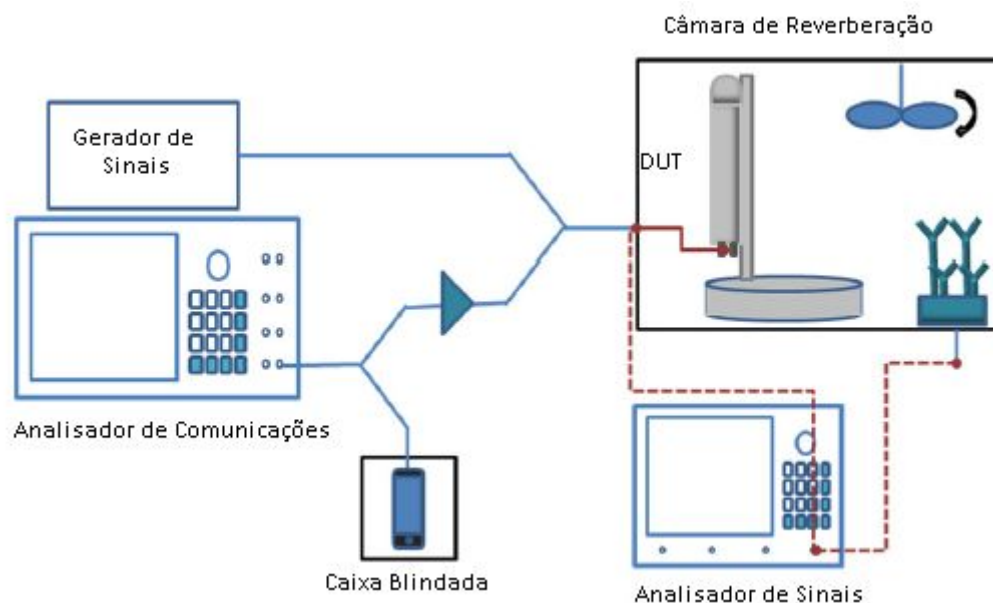 Câmara de Reverberação
Gerador de
Sinais
DUT
Analisador de Comunicações
Caixa Blindada
Analisador de Sinais